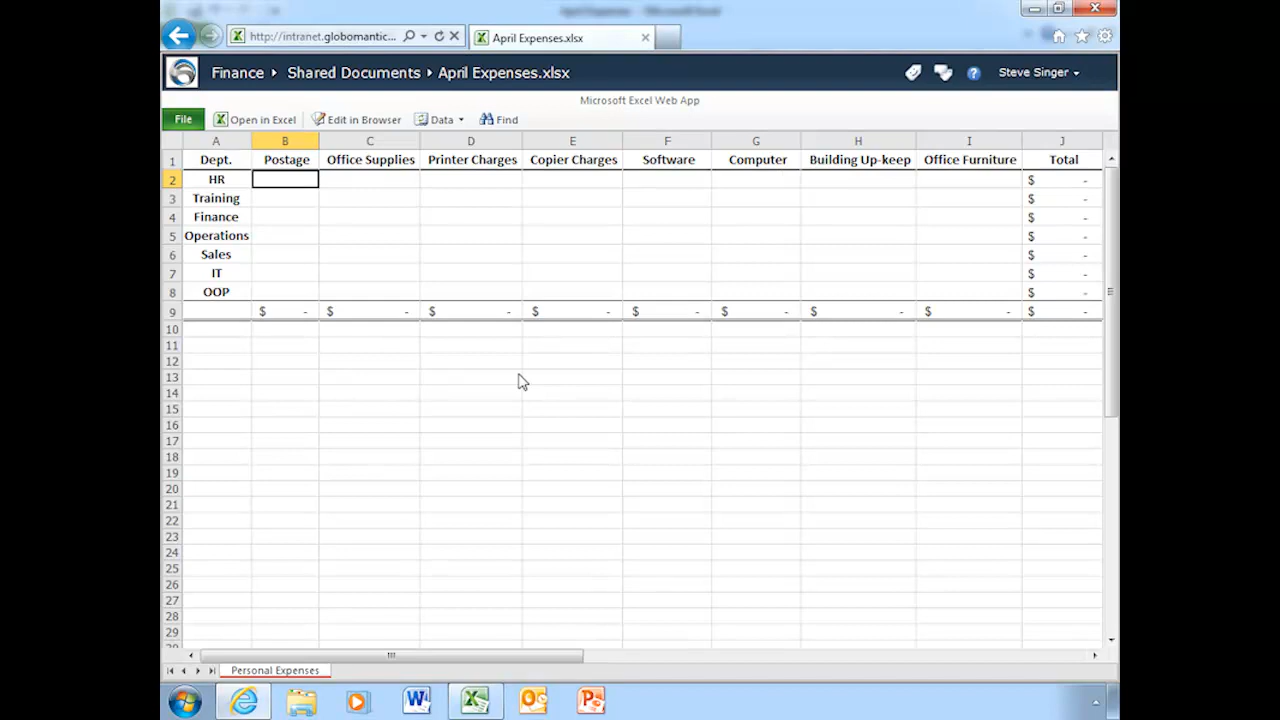 April Expenses - Microsoft Excel
http://intranet.globomantic...
April Expenses.xlsx
Finance Shared Documents April Expenses.xlsx
Steve Singer
Microsoft Excel Web App
File Open in Excel Edit in Browser Data Find
A B C D E F G H I J
1 Dept. Postage Office Supplies Printer Charges Copier Charges Software Computer Building Up-keep Office Furniture Total
2 HR $ -
3 Training $ -
4 Finance $ -
5 Operations $ -
6 Sales $ -
7 IT $ -
8 OOP $ -
9 $ - $ - $ - $ - $ - $ - $ - $ - $ -
10
11
12
13
14
15
16
17
18
19
20
21
22
23
24
25
26
27
28
29
Personal Expenses